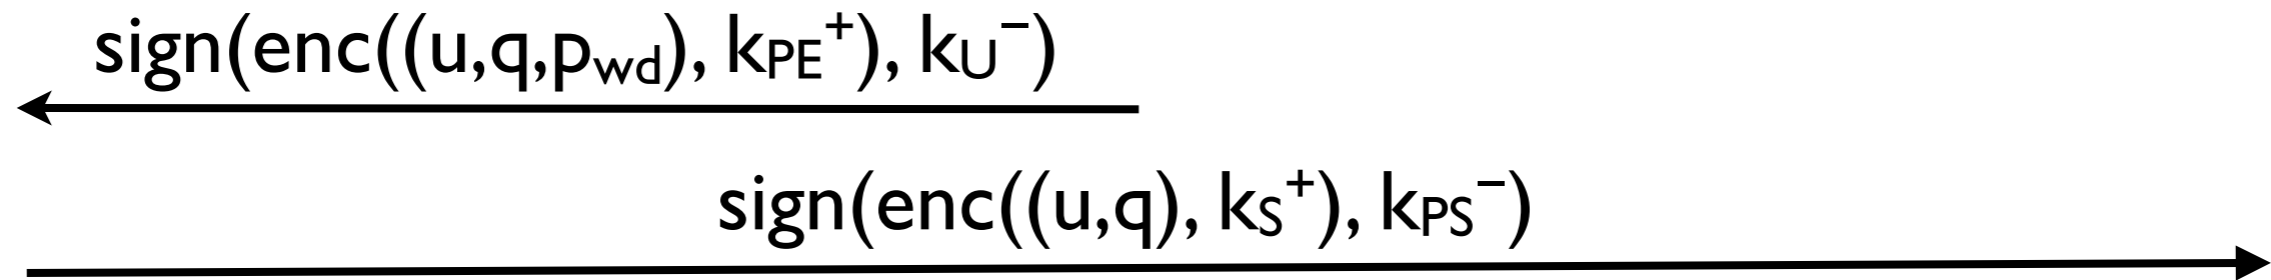 sign(enc((u,q,pwd), kPE+), kU−)
sign(enc((u,q), kS+), kPS−)